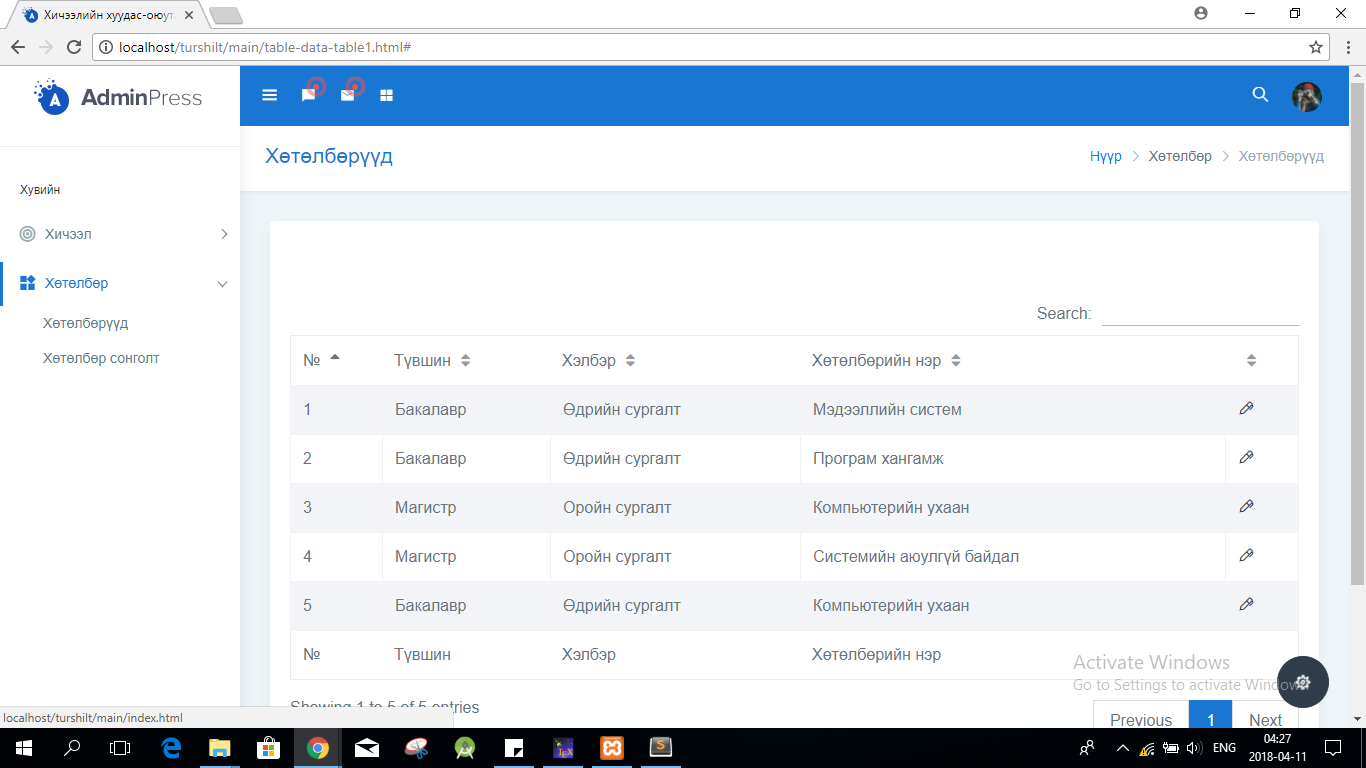 Хичээлийн хуудас-оюут
localhost/turshilt/main/table-data-table1.html#
AdminPress
Хөтөлбөрүүд
Нүүр > Хөтөлбөр > Хөтөлбөрүүд
Хувийн
Хичээл
Хөтөлбөр
Хөтөлбөрүүд
Хөтөлбөр сонголт
Search:
№ Түвшин Хэлбэр Хөтөлбөрийн нэр
1 Бакалавр Өдрийн сургалт Мэдээллийн систем
2 Бакалавр Өдрийн сургалт Програм хангамж
3 Магистр Оройн сургалт Компьютерийн ухаан
4 Магистр Оройн сургалт Системийн аюулгүй байдал
5 Бакалавр Өдрийн сургалт Компьютерийн ухаан
№ Түвшин Хэлбэр Хөтөлбөрийн нэр
Activate Windows
Go to Settings to activate Windows.
Showing 1 to 5 of 5 entries
Previous 1 Next
localhost/turshilt/main/index.html
ENG
04:27
2018-04-11